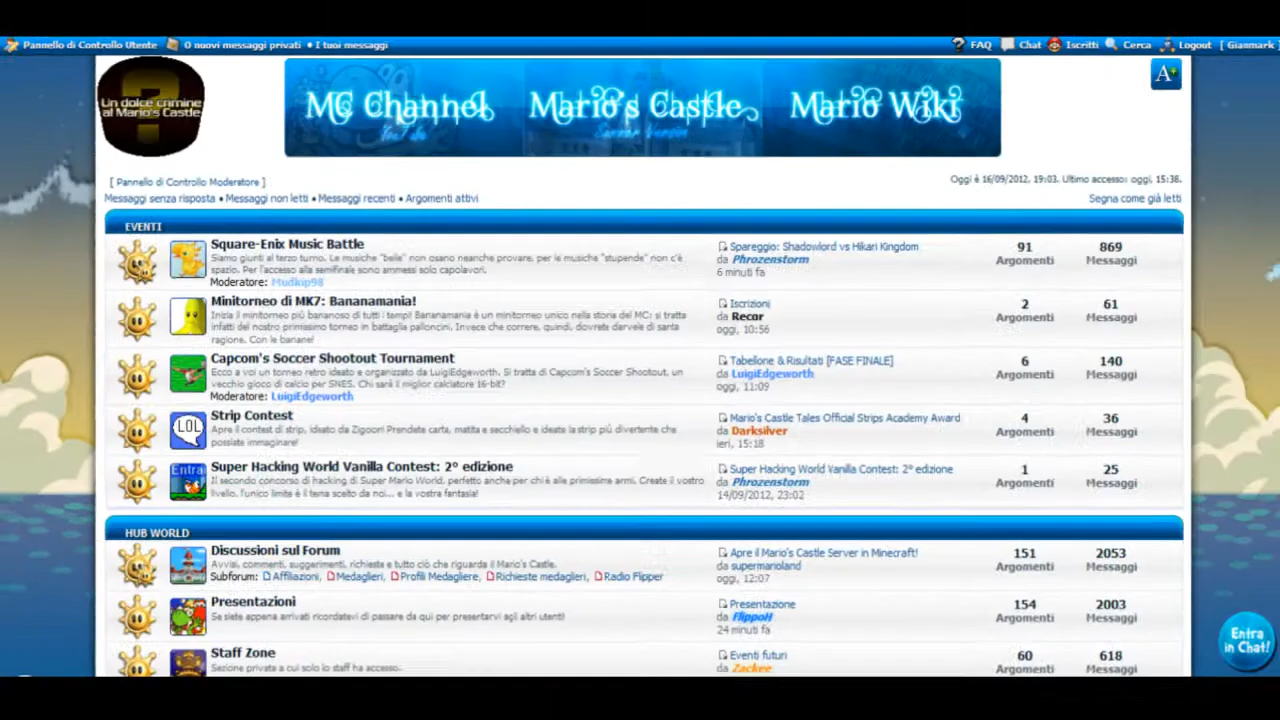 Pannello di Controllo Utente 0 nuovi messaggi privati • I tuoi messaggi FAQ Chat Iscritti Cerca Logout [ Gianmark ]
Un dolce crimine
al Mario's Castle
?
MC Channel
YouTube
Mario's Castle
Summer Version
Mario Wiki
A+
[ Pannello di Controllo Moderatore ]
Oggi è 16/09/2012, 19:03. Ultimo accesso: oggi, 15:38.
Messaggi senza risposta • Messaggi non letti • Messaggi recenti • Argomenti attivi
Segna come già letti
EVENTI
Square-Enix Music Battle
Siamo giunti al terzo turno. Le musiche "belle" non osano neanche provare, per le musiche "stupende" non c'è
spazio. Per l'accesso alla semifinale sono ammessi solo capolavori.
Moderatore: Mudkip98
Spareggio: Shadowlord vs Hikari Kingdom
da Phrozenstorm
6 minuti fa
91
Argomenti
869
Messaggi
Minitorneo di MK7: Bananamania!
Inizia il minitorneo più bananoso di tutti i tempi! Bananamania è un minitorneo unico nella storia del MC: si tratta
infatti del nostro primissimo torneo in battaglia palloncini. Invece che correre, quindi, dovrete darvele di santa
ragione. Con le banane!
Iscrizioni
da Recor
oggi, 10:56
2
Argomenti
61
Messaggi
Capcom's Soccer Shootout Tournament
Ecco a voi un torneo retro ideato e organizato da LuigiEdgeworth. Si tratta di Capcom's Soccer Shootout, un
vecchio gioco di calcio per SNES. Chi sarà il miglior calciatore 16-bit?
Moderatore: LuigiEdgeworth
Tabellone & Risultati [FASE FINALE]
da LuigiEdgeworth
oggi, 11:09
6
Argomenti
140
Messaggi
LOL
Strip Contest
Apre il contest di strip, ideato da Zigoon! Prendete carta, matita e secchiello e ideate la strip più divertente che
possiate immaginare!
Mario's Castle Tales Official Strips Academy Award
da Darksilver
ieri, 15:18
4
Argomenti
36
Messaggi
Entra
Super Hacking World Vanilla Contest: 2° edizione
Il secondo concorso di hacking di Super Mario World, perfetto anche per chi è alle primissime armi. Create il vostro
livello, l'unico limite è il tema scelto da noi... e la vostra fantasia!
Super Hacking World Vanilla Contest: 2° edizione
da Phrozenstorm
14/09/2012, 23:02
1
Argomenti
25
Messaggi
HUB WORLD
Discussioni sul Forum
Avvisi, commenti, suggerimenti, richieste e tutto ciò che riguarda il Mario's Castle.
Subforum: Affiliazioni, Medaglieri, Profili Medagliere, Richieste medaglieri, Radio Flipper
Apre il Mario's Castle Server in Minecraft!
da supermarioland
oggi, 12:07
151
Argomenti
2053
Messaggi
Presentazioni
Se siete appena arrivati ricordatevi di passare da qui per presentarvi agli altri utenti!
Presentazione
da FlippoH
24 minuti fa
154
Argomenti
2003
Messaggi
Staff Zone
Sezione privata a cui solo lo staff ha accesso.
Eventi futuri
da Zackee
60
Argomenti
618
Messaggi
Entra
in Chat!